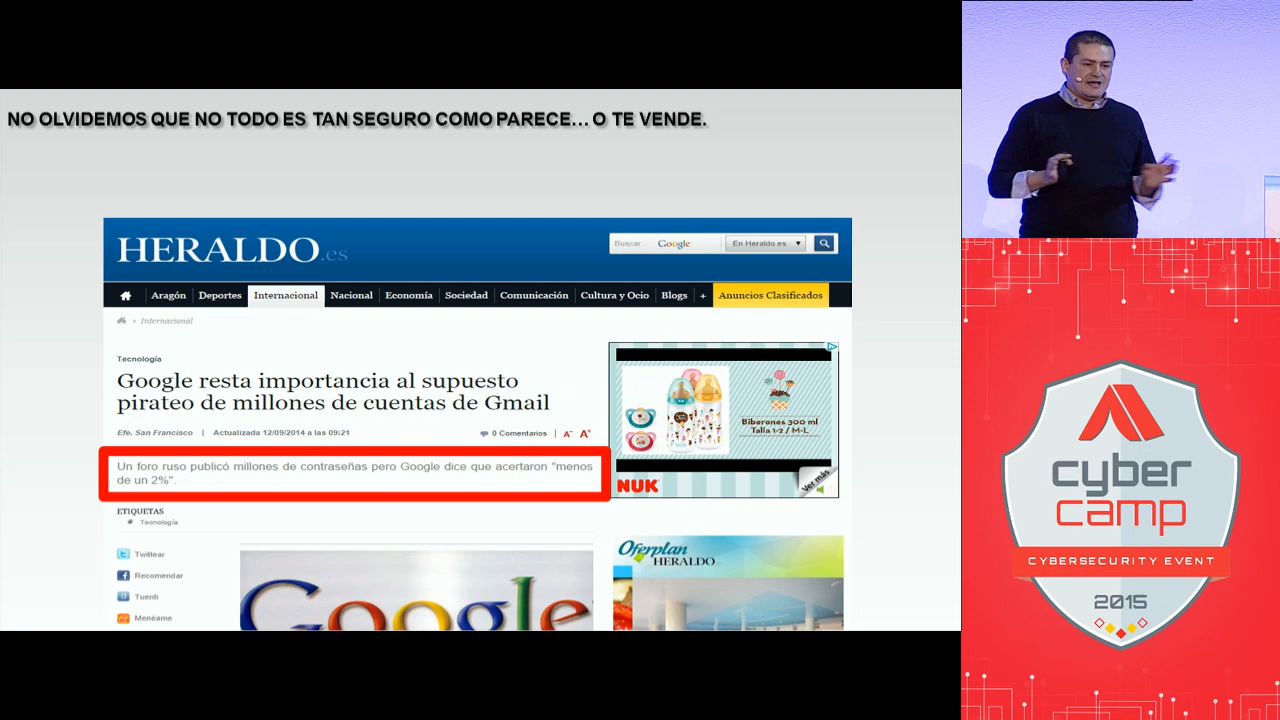 NO OLVIDEMOS QUE NO TODO ES TAN SEGURO COMO PARECE... O TE VENDE.
HERALDO.es
Buscar... Google En Heraldo.es
Aragón Deportes Internacional Nacional Economía Sociedad Comunicación Cultura y Ocio Blogs + Anuncios Clasificados
Internacional
Tecnología
Google resta importancia al supuesto
pirateo de millones de cuentas de Gmail
Efe. San Francisco | Actualizada 12/09/2014 a las 09:21
0 Comentarios | A- A+
Un foro ruso publicó millones de contraseñas pero Google dice que acertaron "menos
de un 2%".
ETIQUETAS
Tecnología
Twittear
Recomendar
Tuenti
Menéame
Google
Biberones 300 ml
Talla 1-2 / M-L
NUK
Ver más
Oferplan
HERALDO
cyber
camp
CYBERSECURITY EVENT
2015